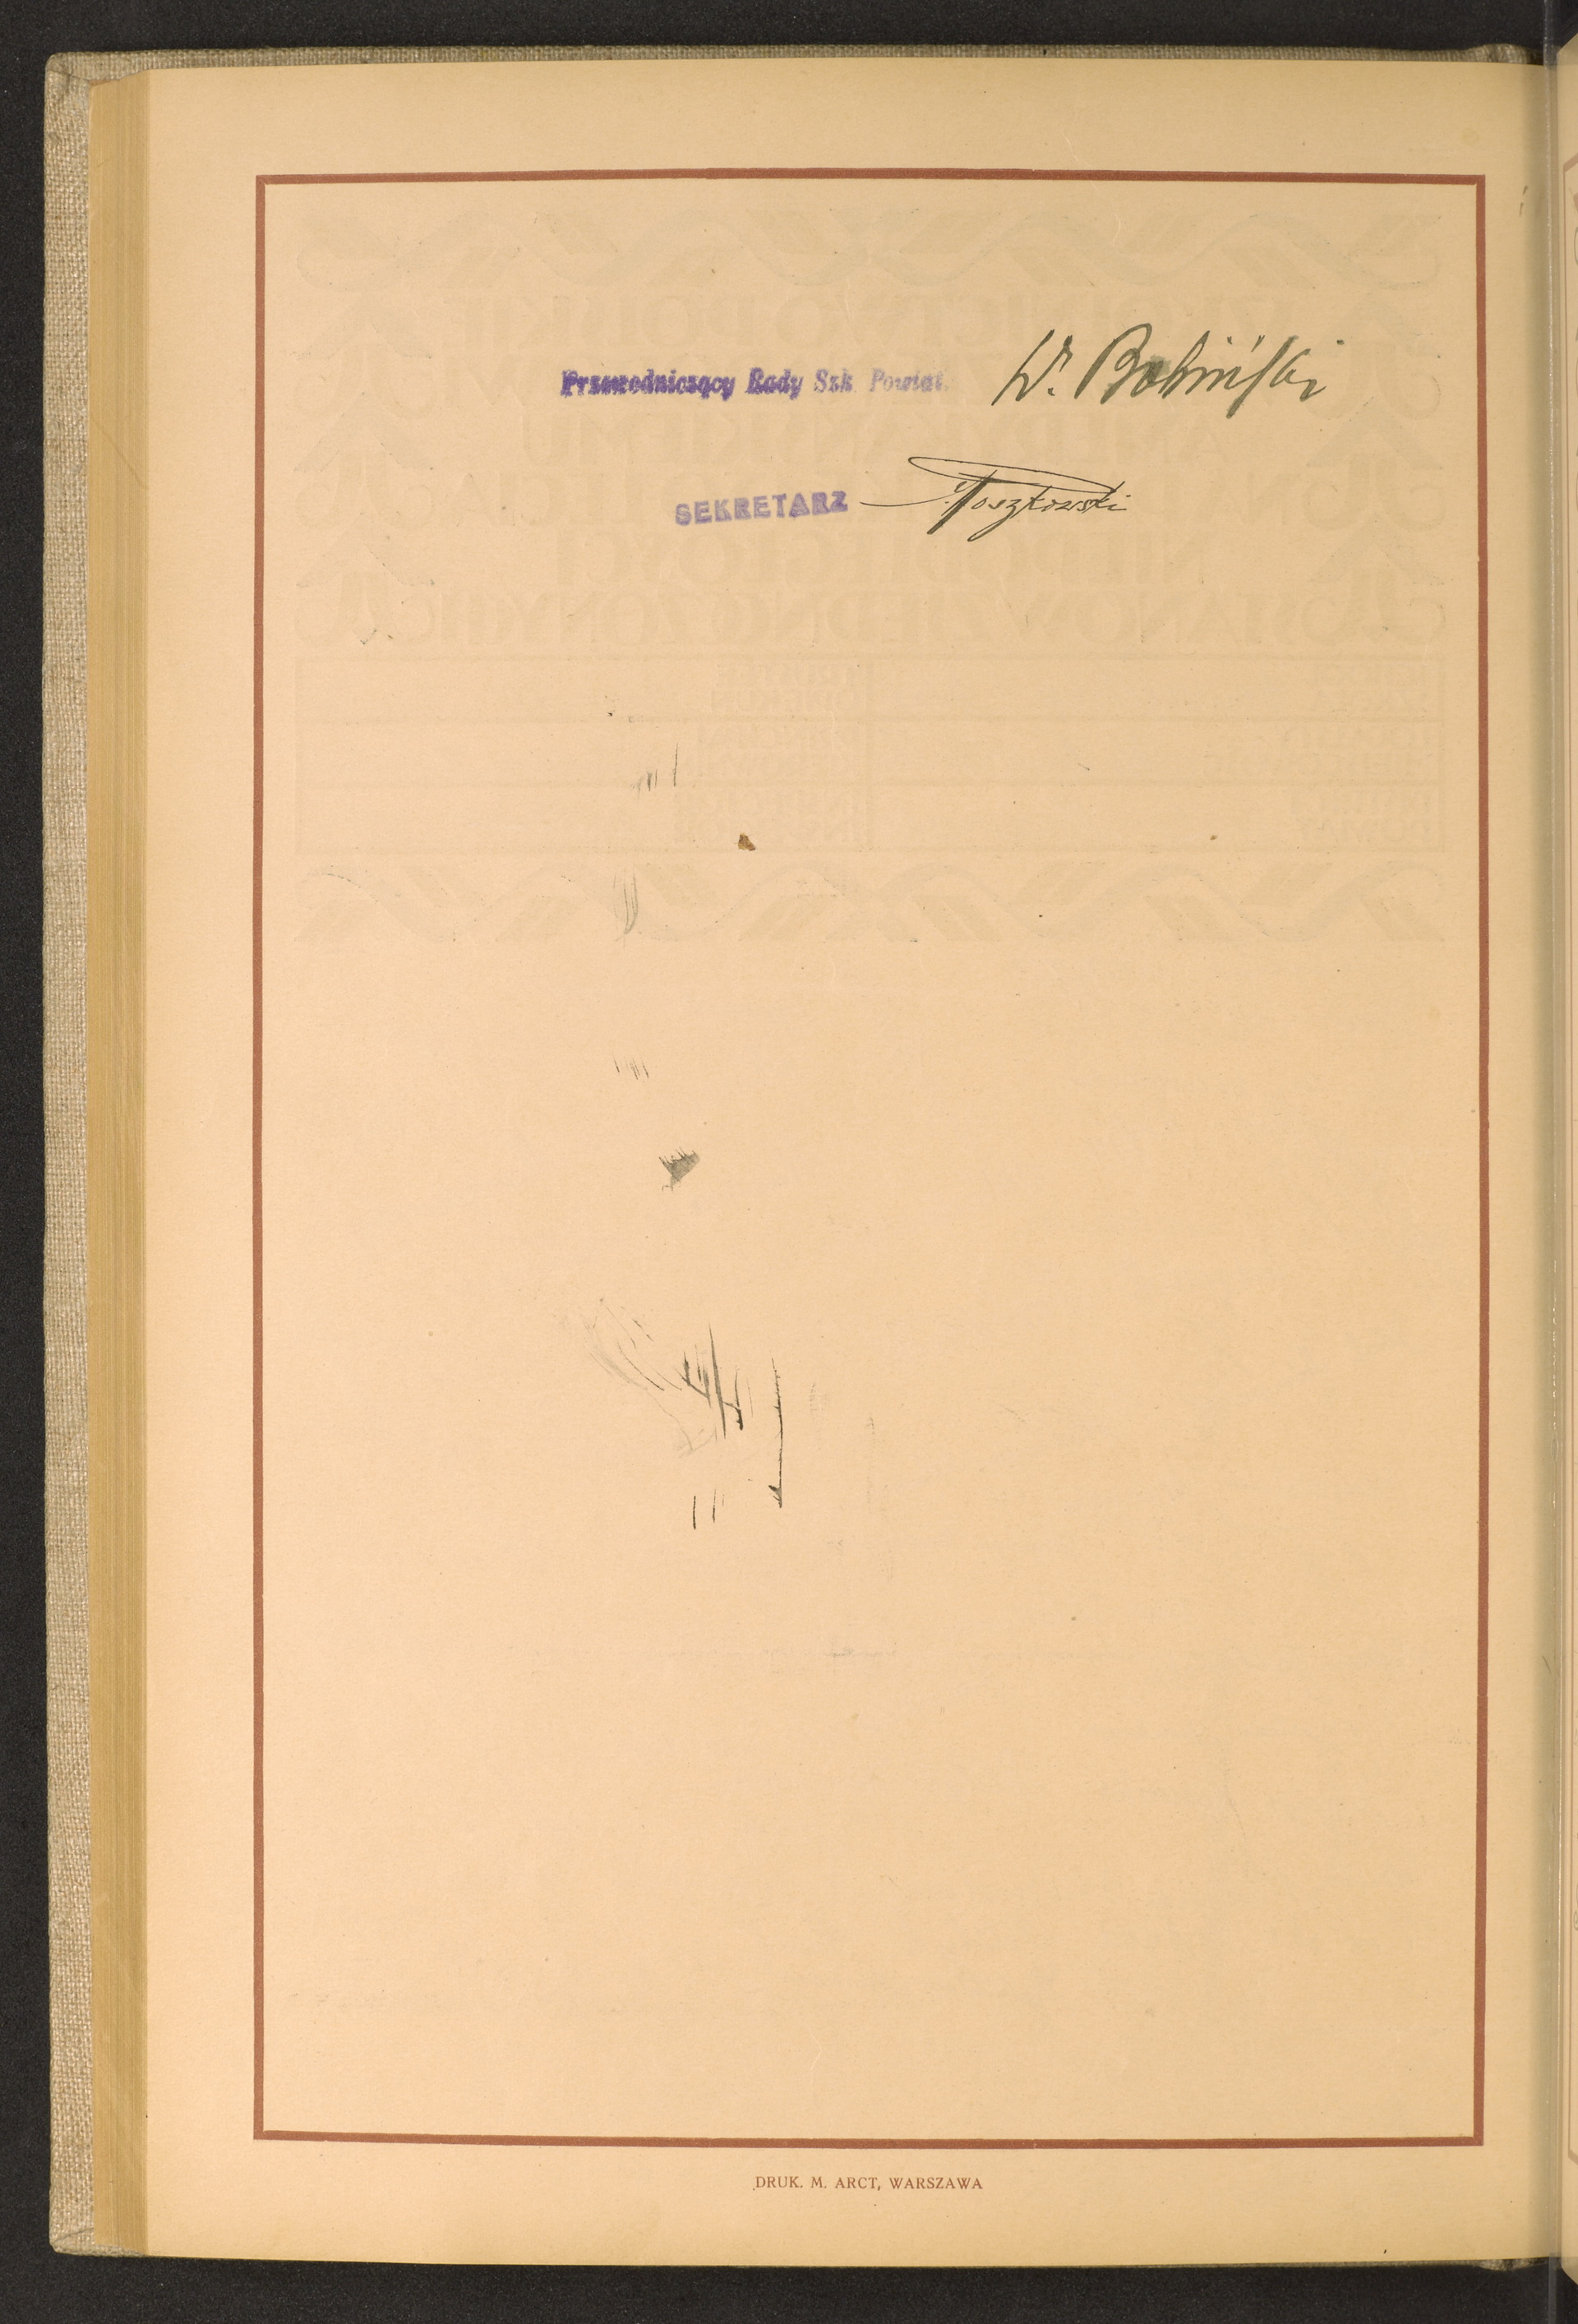 Przewodniczący Rady Szk. Powiat. W. Bobiński
SEKRETARZ
DRUK. M. ARCT, WARSZAWA